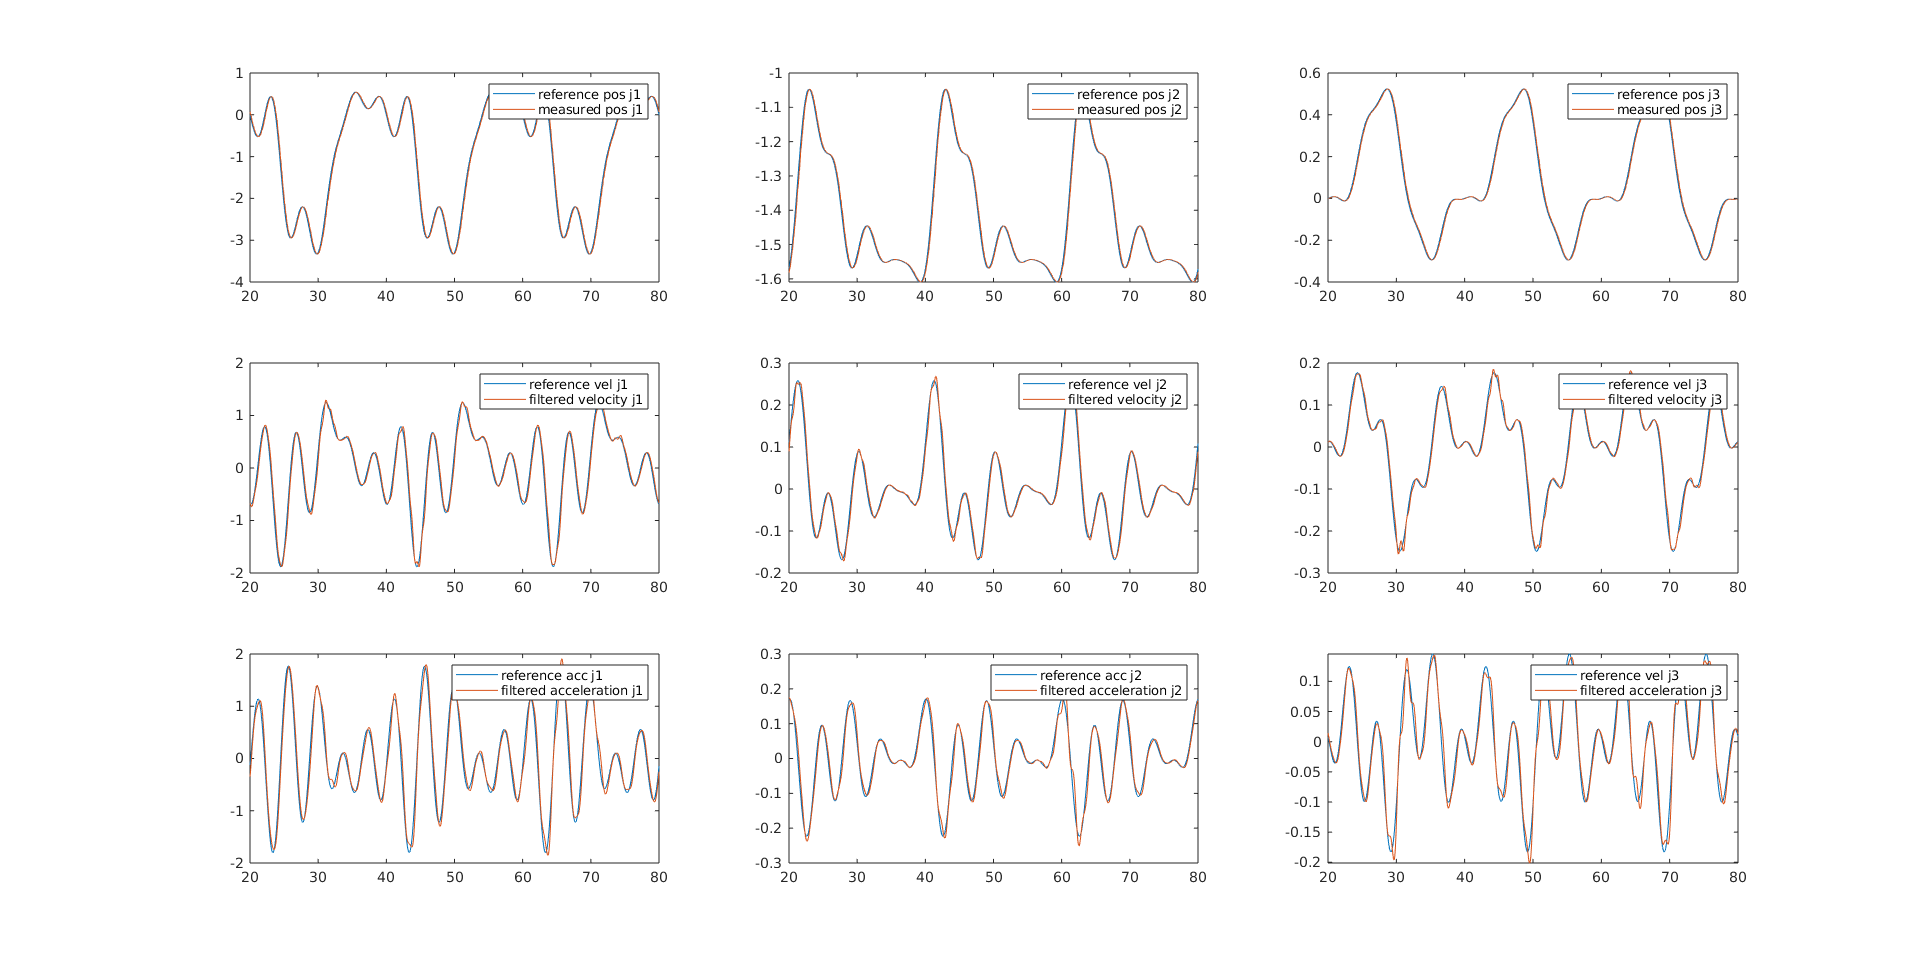 1
0
-1
-2
-3
-4
20 30 40 50 60 70 80
reference pos j1
measured pos j1
-1
-1.1
-1.2
-1.3
-1.4
-1.5
-1.6
20 30 40 50 60 70 80
reference pos j2
measured pos j2
0.6
0.4
0.2
0
-0.2
-0.4
20 30 40 50 60 70 80
reference pos j3
measured pos j3
2
1
0
-1
-2
20 30 40 50 60 70 80
reference vel j1
filtered velocity j1
0.3
0.2
0.1
0
-0.1
-0.2
20 30 40 50 60 70 80
reference vel j2
filtered velocity j2
0.2
0.1
0
-0.1
-0.2
-0.3
20 30 40 50 60 70 80
reference vel j3
filtered velocity j3
2
1
0
-1
-2
20 30 40 50 60 70 80
reference acc j1
filtered acceleration j1
0.3
0.2
0.1
0
-0.1
-0.2
-0.3
20 30 40 50 60 70 80
reference acc j2
filtered acceleration j2
0.1
0.05
0
-0.05
-0.1
-0.15
-0.2
20 30 40 50 60 70 80
reference vel j3
filtered acceleration j3